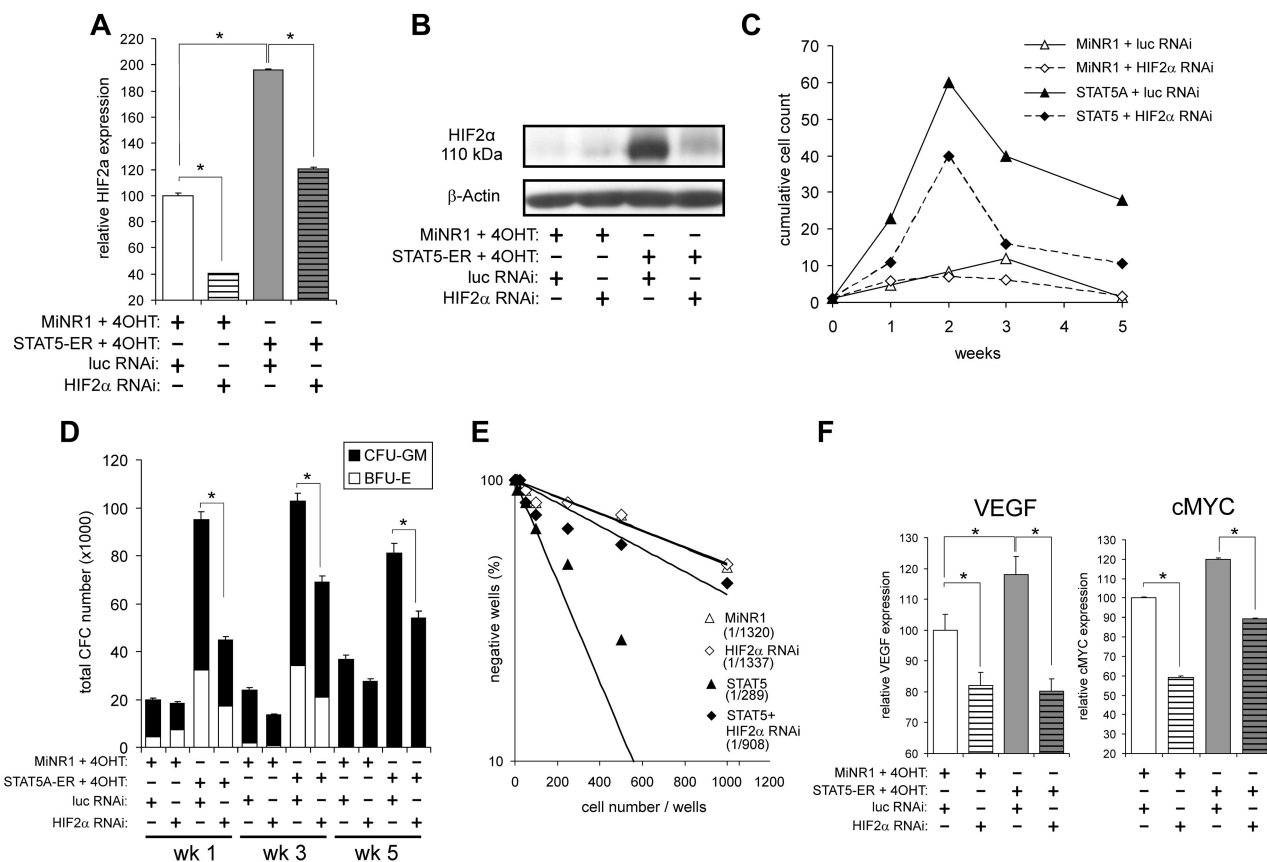 A
220
200
180
160
140
120
100
80
60
40
20
relative HIF2a expression
*
*
*
MiNR1 + 4OHT: + + – –
STAT5-ER + 4OHT: – – + +
luc RNAi: + – + –
HIF2α RNAi: – + – +
B
HIF2α
110 kDa
β-Actin
MiNR1 + 4OHT: + + – –
STAT5-ER + 4OHT: – – + +
luc RNAi: + – + –
HIF2α RNAi: – + – +
C
70
60
50
40
30
20
10
0
cumulative cell count
0 1 2 3 4 5
weeks
MiNR1 + luc RNAi
MiNR1 + HIF2α RNAi
STAT5A + luc RNAi
STAT5 + HIF2α RNAi
D
CFU-GM
BFU-E
120
100
80
60
40
20
0
total CFC number (x1000)
*
*
*
MiNR1 + 4OHT: + + – – + + – – + + – –
STAT5A-ER + 4OHT: – – + + – – + + – – + +
luc RNAi: + – + – + – + – + – + –
HIF2α RNAi: – + – + – + – + – + – +
wk 1 wk 3 wk 5
E
100
10
negative wells (%)
0 200 400 600 800 1000 1200
cell number / wells
MiNR1
(1/1320)
HIF2α RNAi
(1/1337)
STAT5
(1/289)
STAT5+
HIF2α RNAi
(1/908)
F
VEGF
130
120
110
100
90
80
70
60
relative VEGF expression
*
*
*
MiNR1 + 4OHT: + + – –
STAT5-ER + 4OHT: – – + +
luc RNAi: + – + –
HIF2α RNAi: – + – +
cMYC
130
120
110
100
90
80
70
60
50
40
30
20
relative cMYC expression
*
*
+ + – –
– – + +
+ – + –
– + – +